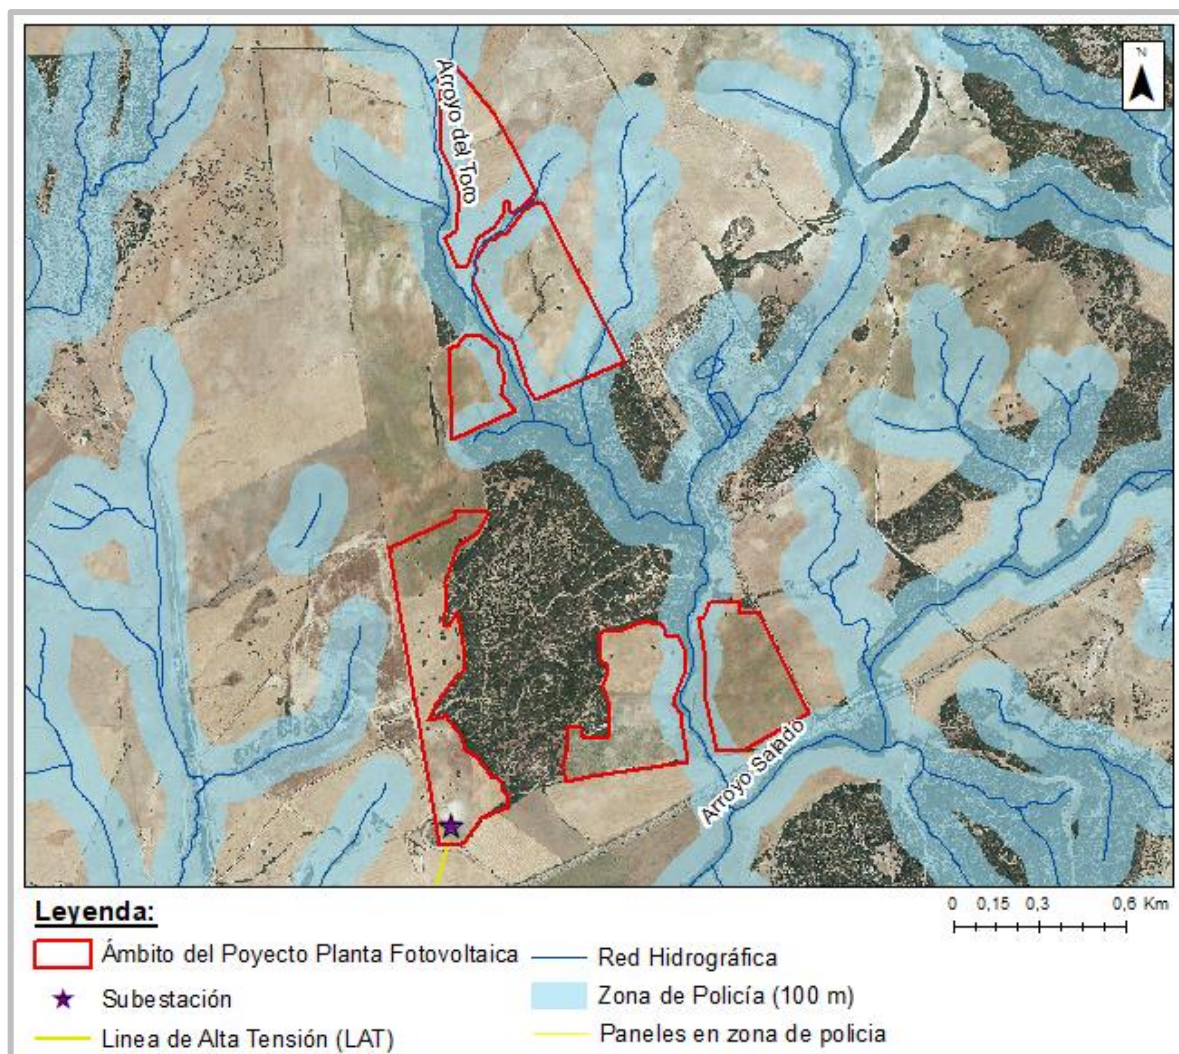 N
Arroyo del Toro
Arroyo Salado
Leyenda:
0 0,15 0,3 0,6 Km
Ámbito del Poyecto Planta Fotovoltaica
Red Hidrográfica
Subestación
Zona de Policía (100 m)
Linea de Alta Tensión (LAT)
Paneles en zona de policia